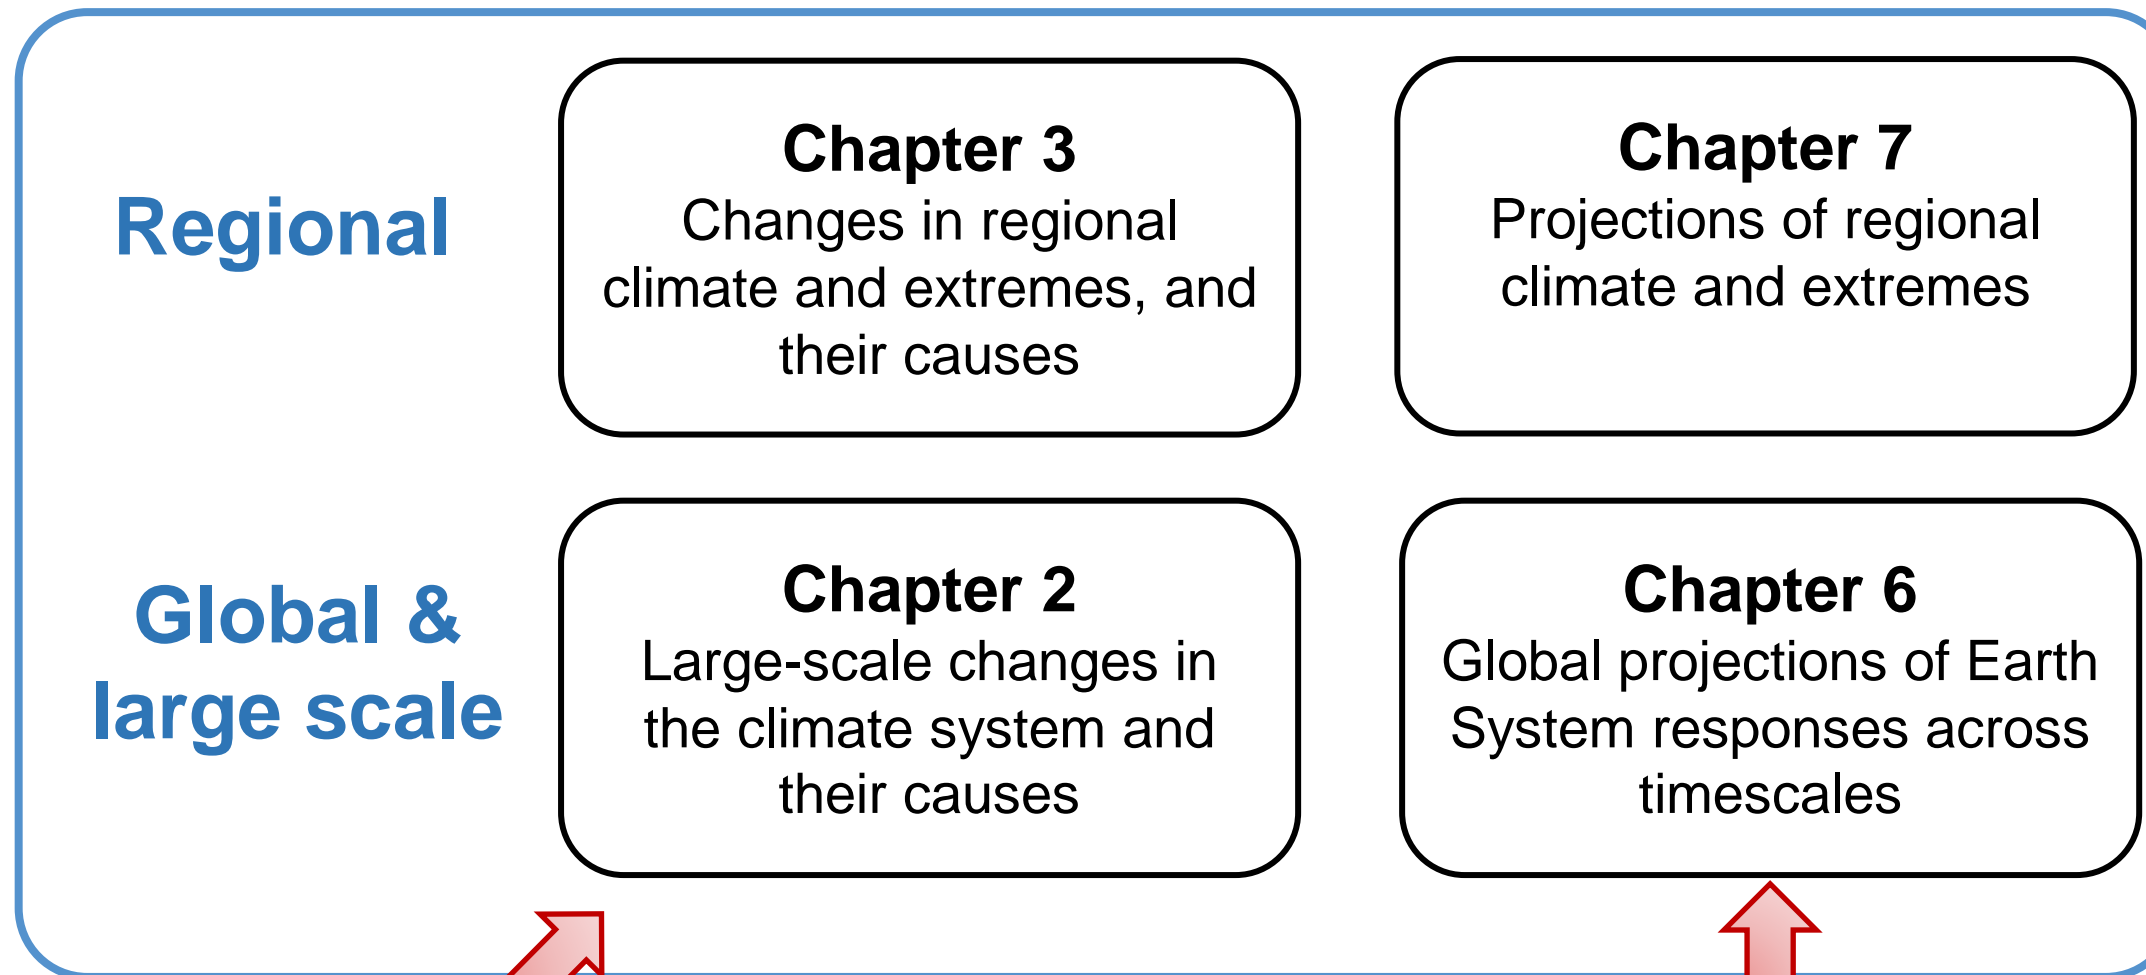 Regional
Chapter 3
Changes in regional
climate and extremes, and
their causes
Chapter 7
Projections of regional
climate and extremes
Global &
large scale
Chapter 2
Large-scale changes in
the climate system and
their causes
Chapter 6
Global projections of Earth
System responses across
timescales